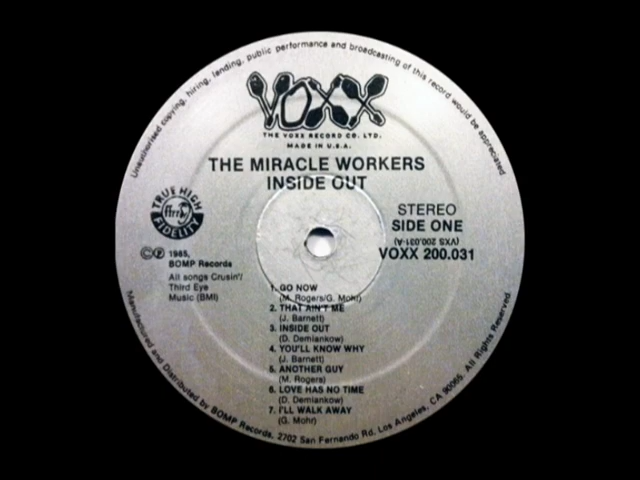 Unauthorised copying, hiring, lending, public performance and broadcasting of this record would be appreciated
VOXX
THE VOXX RECORD CO. LTD.
MADE IN U.S.A.
THE MIRACLE WORKERS
INSIDE OUT
TRUE HIGH
FIDELITY
STEREO
SIDE ONE
(VXS 200.031-A)
VOXX 200.031
©℗ 1985,
BOMP Records
All songs Crusin'/
Third Eye
Music (BMI)
1. GO NOW
(M. Rogers/G. Mohr)
2. THAT AIN'T ME
(J. Barnett)
3. INSIDE OUT
(D. Demiankow)
4. YOU'LL KNOW WHY
(J. Barnett)
5. ANOTHER GUY
(M. Rogers)
6. LOVE HAS NO TIME
(D. Demiankow)
7. I'LL WALK AWAY
(G. Mohr)
Manufactured and Distributed by BOMP Records, 2702 San Fernando Rd. Los Angeles, CA 90065. All Rights Reserved